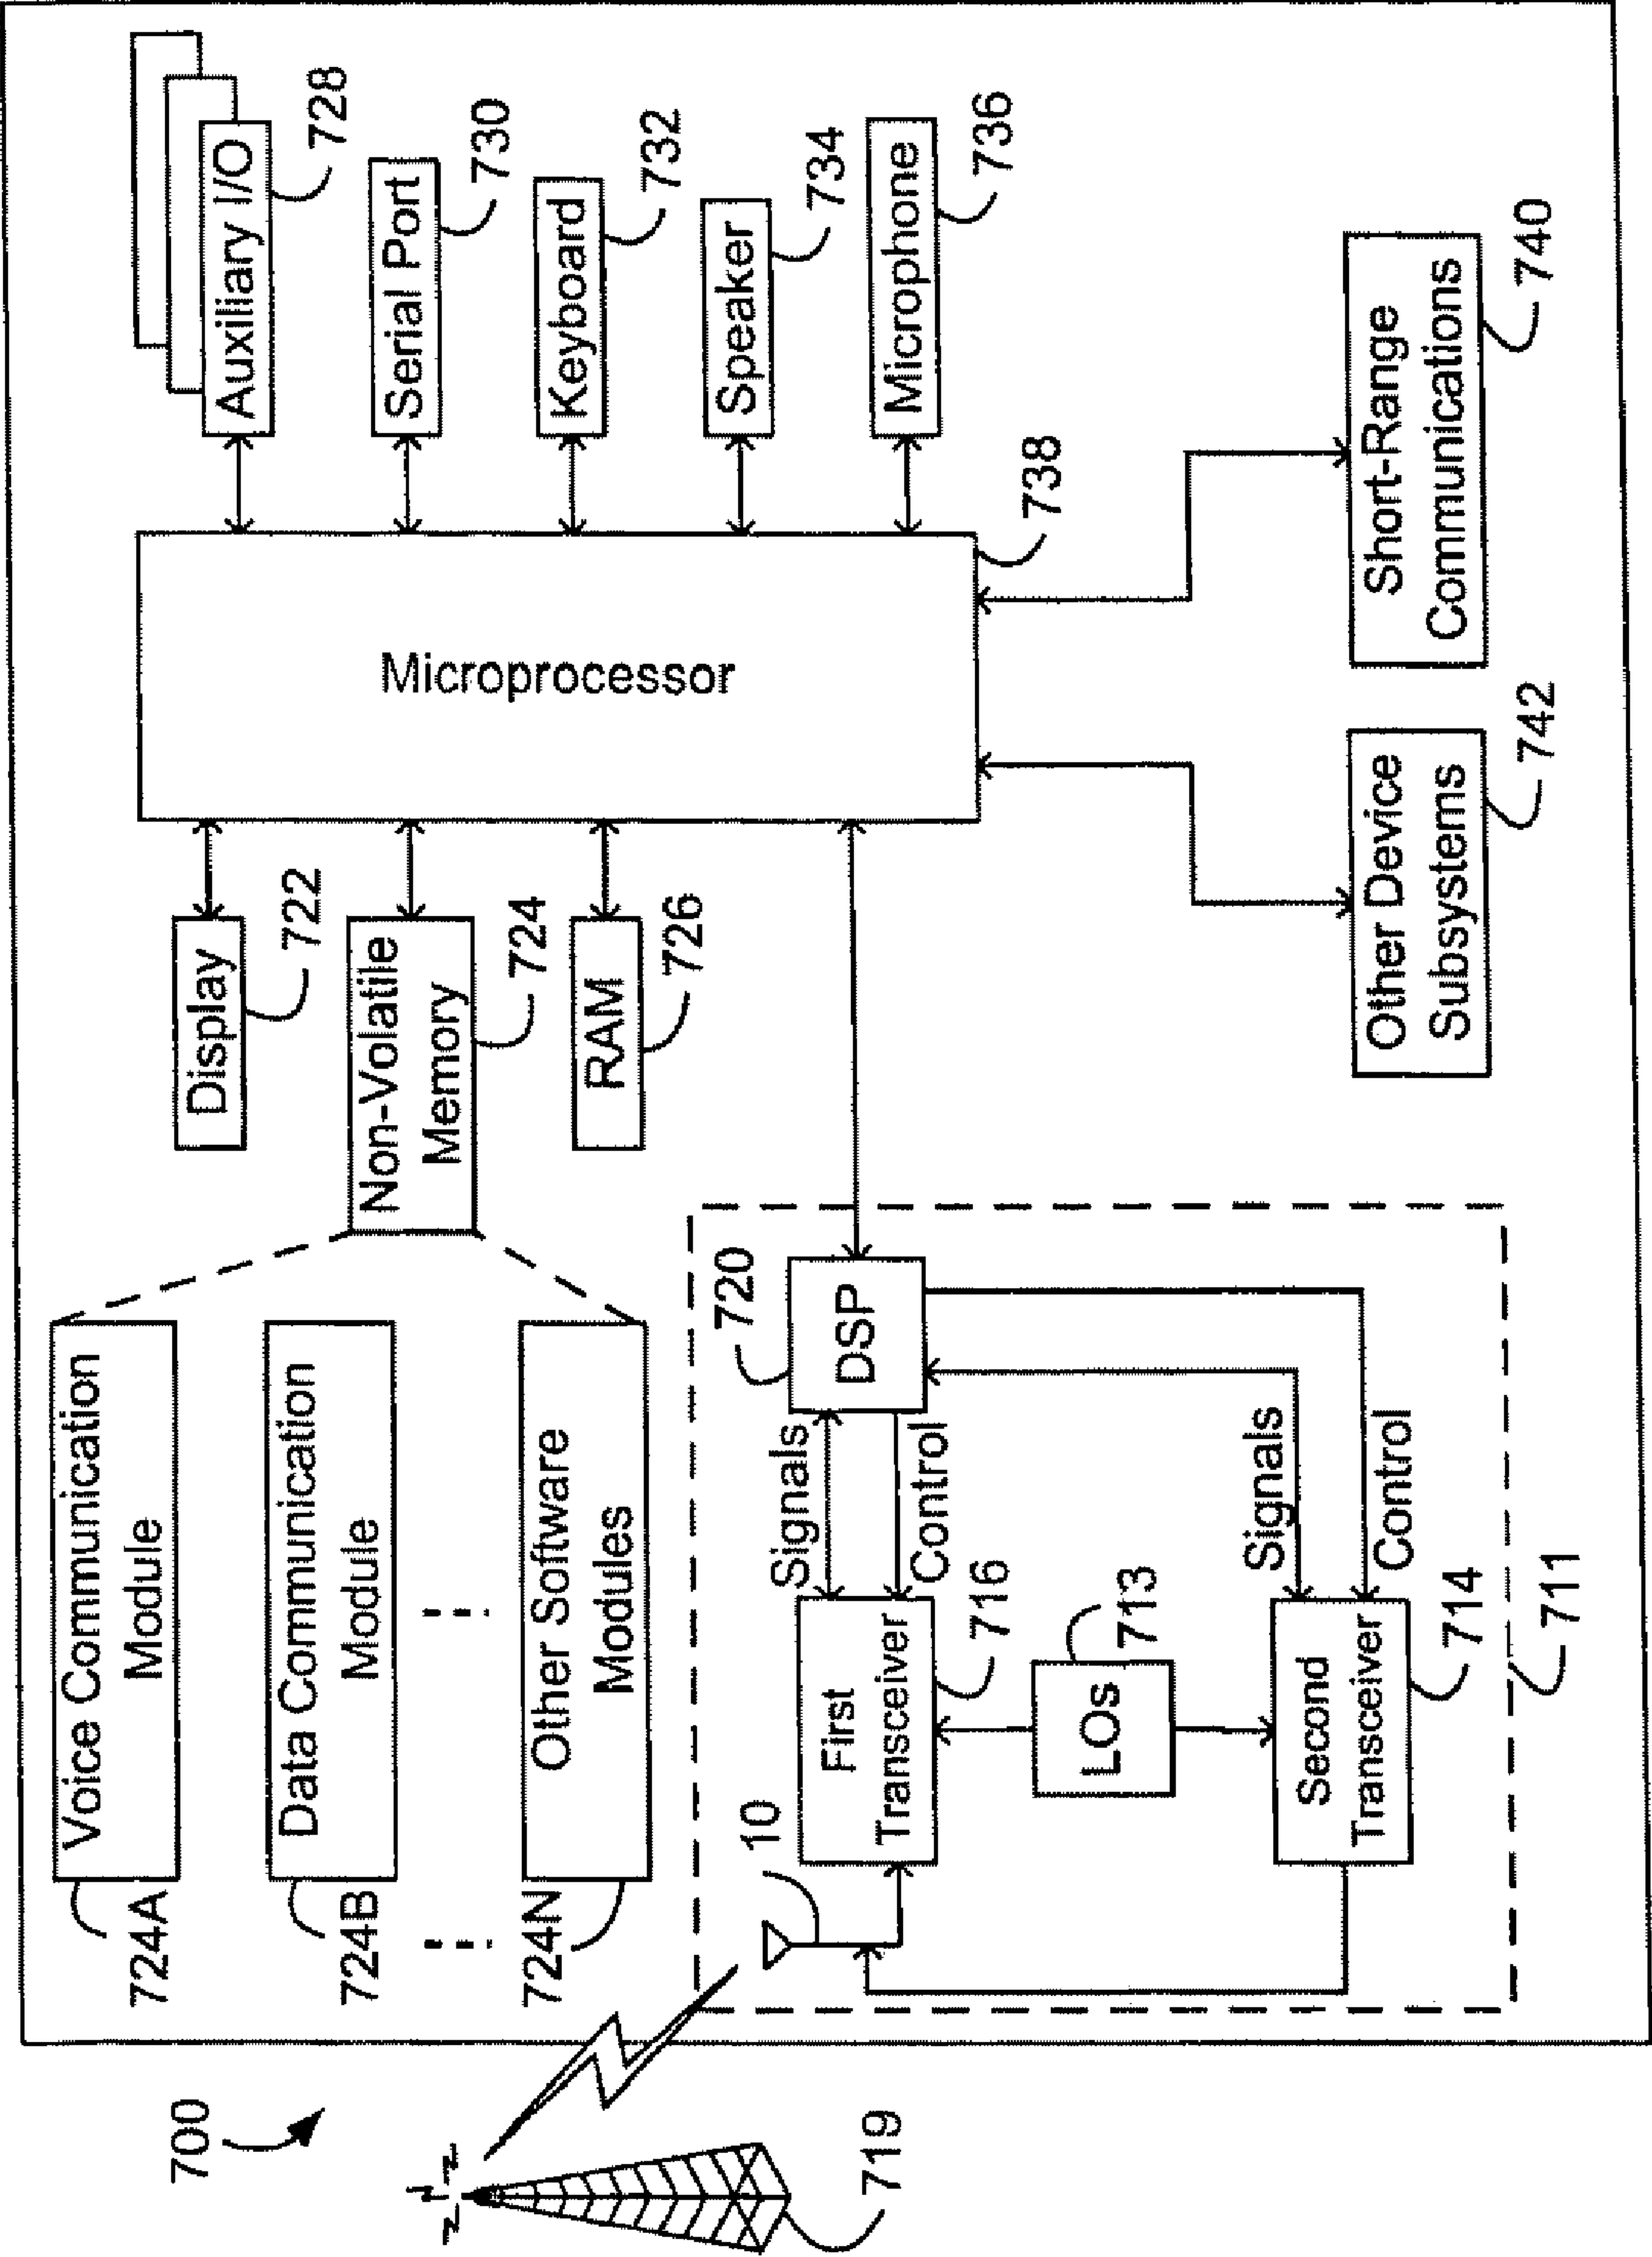 700
719
724A
Voice Communication
Module
724B
Data Communication
Module
724N
Other Software
Modules
Display
722
Non-Volatile
Memory
724
RAM
726
Microprocessor
738
Auxiliary I/O
728
Serial Port
730
Keyboard
732
Speaker
734
Microphone
736
10
First
Transceiver
716
Signals
Control
720
DSP
LOs
713
Second
Transceiver
714
Signals
Control
711
Other Device
Subsystems
742
Short-Range
Communications
740